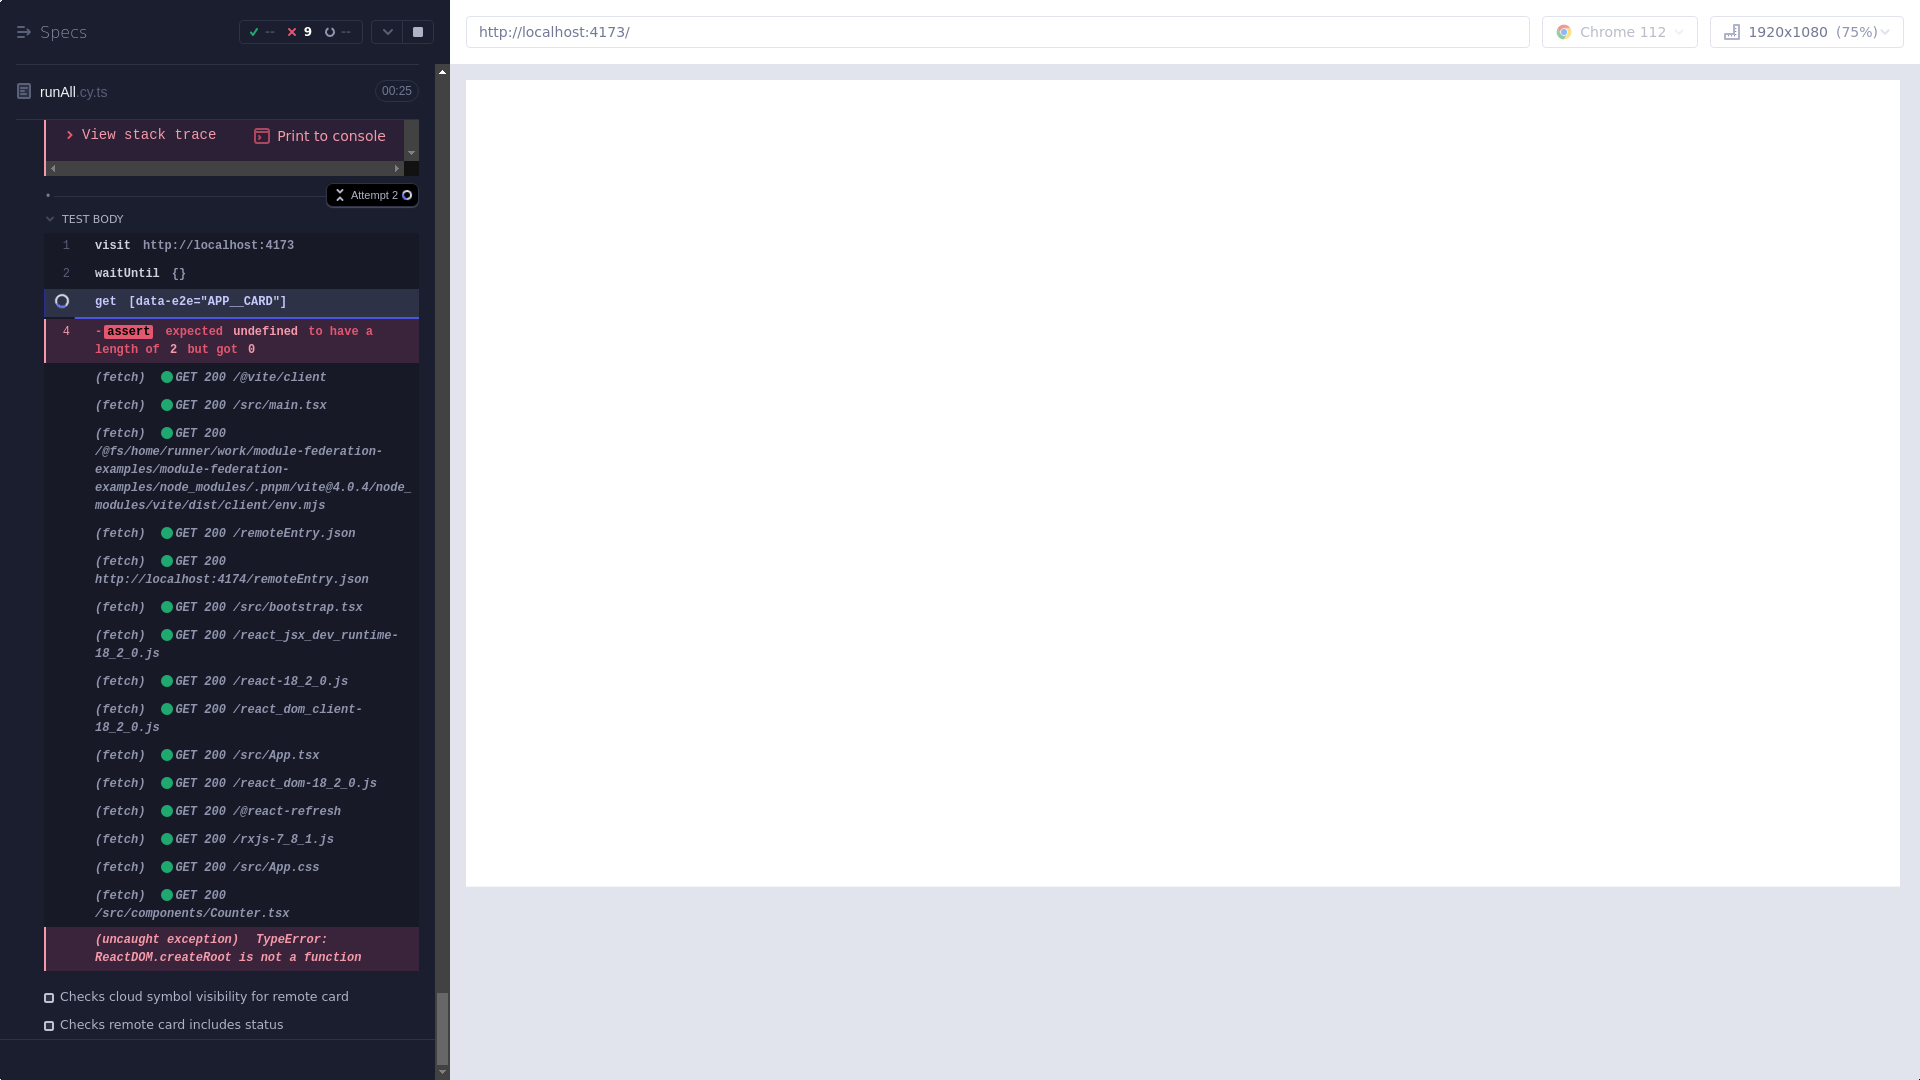 Specs
--
9
--
runAll.cy.ts
00:25
View stack trace
Print to console
Attempt 2
TEST BODY
1 visit http://localhost:4173
2 waitUntil {}
get [data-e2e="APP__CARD"]
4 -assert expected undefined to have a
length of 2 but got 0
(fetch) GET 200 /@vite/client
(fetch) GET 200 /src/main.tsx
(fetch) GET 200
/@fs/home/runner/work/module-federation-
examples/module-federation-
examples/node_modules/.pnpm/vite@4.0.4/node_
modules/vite/dist/client/env.mjs
(fetch) GET 200 /remoteEntry.json
(fetch) GET 200
http://localhost:4174/remoteEntry.json
(fetch) GET 200 /src/bootstrap.tsx
(fetch) GET 200 /react_jsx_dev_runtime-
18_2_0.js
(fetch) GET 200 /react-18_2_0.js
(fetch) GET 200 /react_dom_client-
18_2_0.js
(fetch) GET 200 /src/App.tsx
(fetch) GET 200 /react_dom-18_2_0.js
(fetch) GET 200 /@react-refresh
(fetch) GET 200 /rxjs-7_8_1.js
(fetch) GET 200 /src/App.css
(fetch) GET 200
/src/components/Counter.tsx
(uncaught exception) TypeError:
ReactDOM.createRoot is not a function
Checks cloud symbol visibility for remote card
Checks remote card includes status
http://localhost:4173/
Chrome 112
1920x1080 (75%)